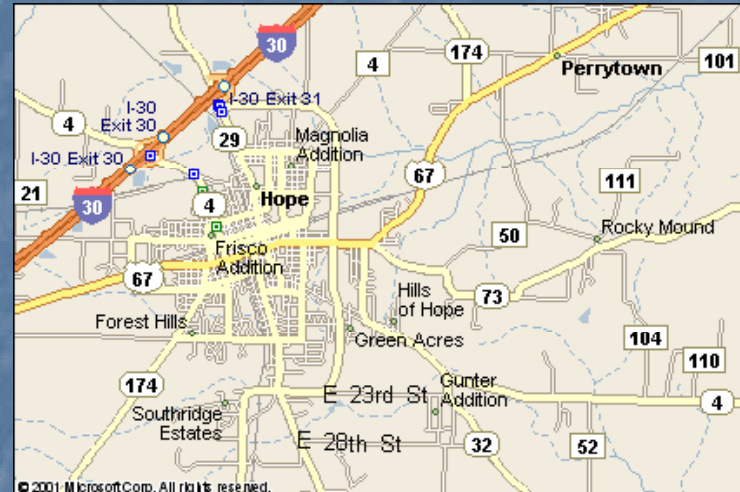 30
4
174
Perrytown
101
I-30 Exit 31
I-30
Exit 30
4
29
Magnolia
Addition
I-30 Exit 30
67
111
21
30
4
Hope
50
Rocky Mound
Frisco
Addition
67
73
Hills
of Hope
Forest Hills
Green Acres
104
110
174
E 23rd St
Gunter
Addition
4
Southridge
Estates
E 28th St
32
52
© 2001 Microsoft Corp. All rights reserved.